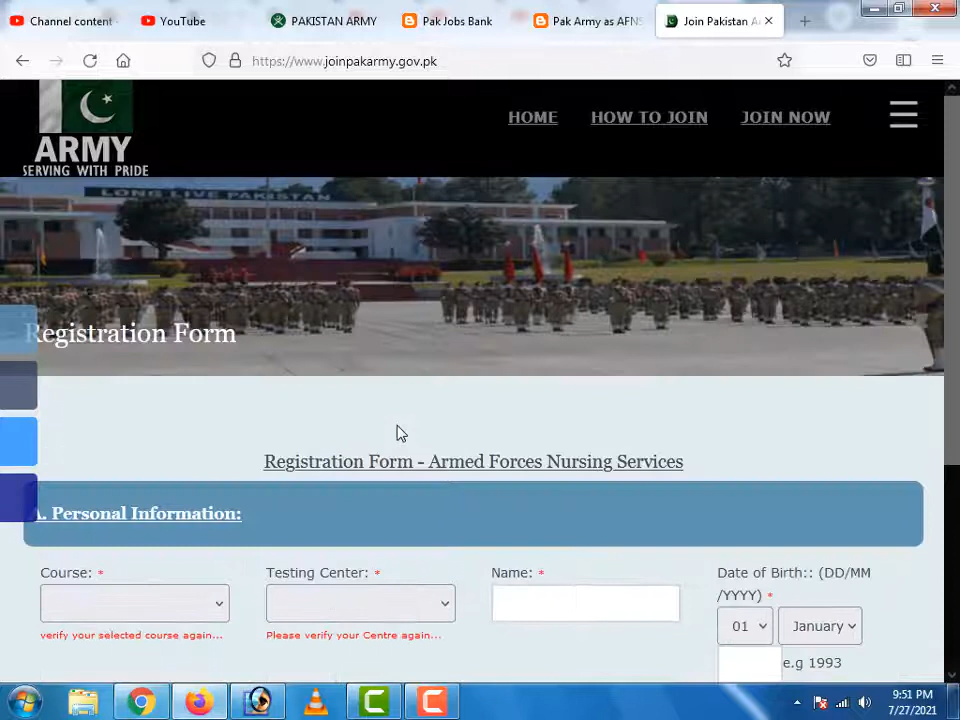 Channel content
YouTube
PAKISTAN ARMY
Pak Jobs Bank
Pak Army as AFNS
Join Pakistan A
https://www.joinpakarmy.gov.pk
ARMY
SERVING WITH PRIDE
HOME
HOW TO JOIN
JOIN NOW
LONG LIVE PAKISTAN
Registration Form
Registration Form - Armed Forces Nursing Services
A. Personal Information:
Course: *
Testing Center: *
Name: *
Date of Birth:: (DD/MM
/YYYY) *
01
January
verify your selected course again...
Please verify your Centre again...
e.g 1993
9:51 PM
7/27/2021